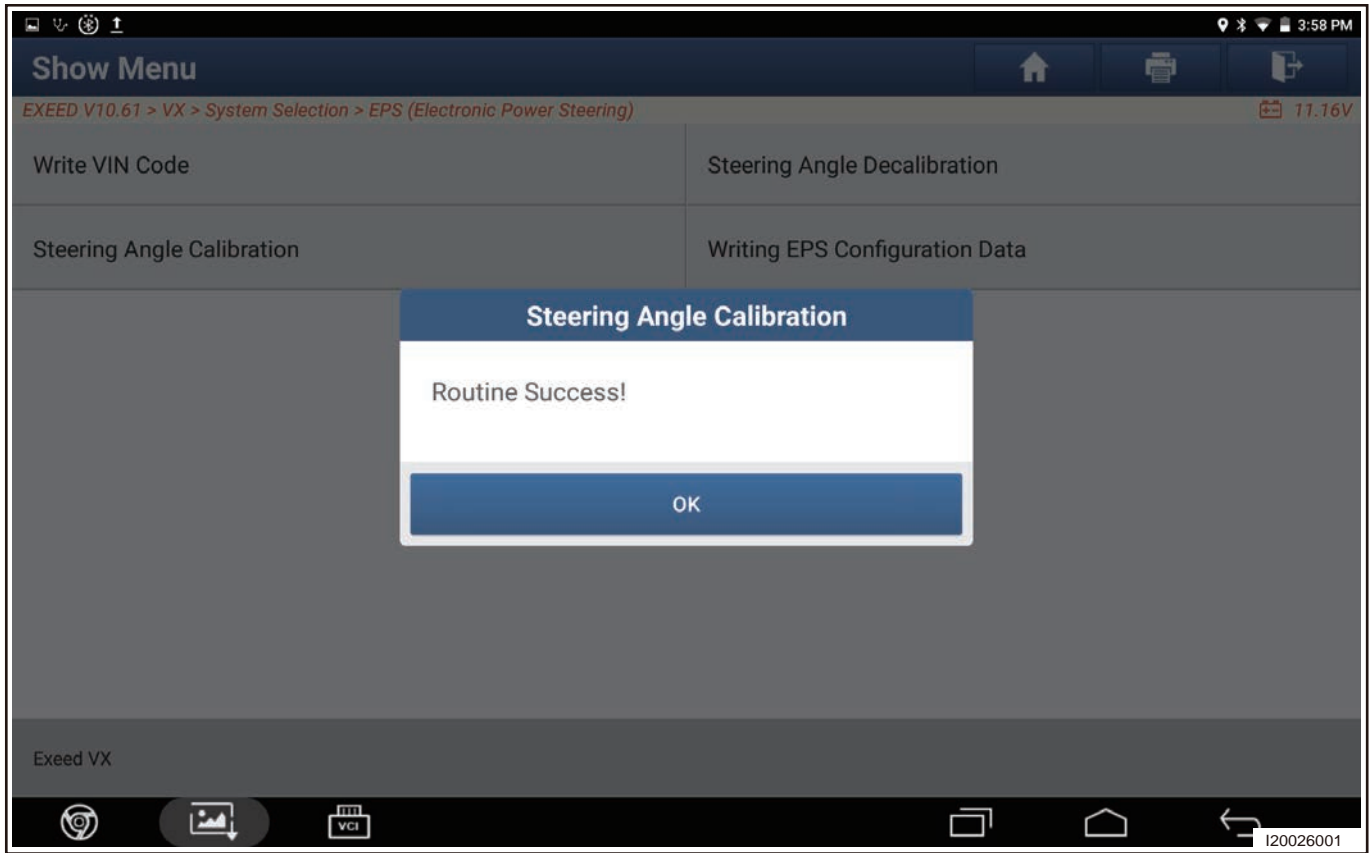 3:58 PM
Show Menu
EXEED V10.61 > VX > System Selection > EPS (Electronic Power Steering)
11.16V
Write VIN Code
Steering Angle Decalibration
Steering Angle Calibration
Writing EPS Configuration Data
Steering Angle Calibration
Routine Success!
OK
Exeed VX
VCI
I20026001